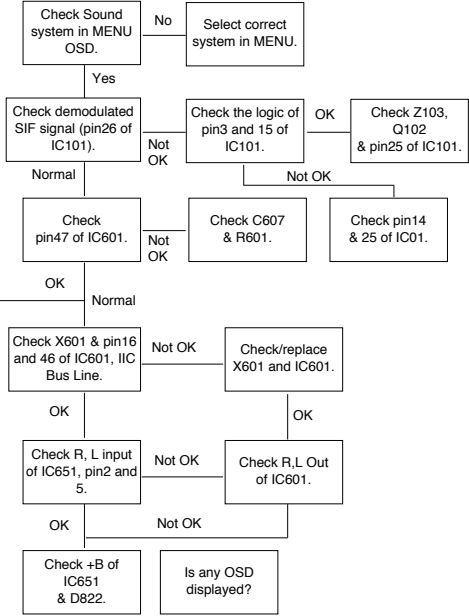 Check Sound
system in MENU
OSD.
No
Select correct
system in MENU.
Yes
Check demodulated
SIF signal (pin26 of
IC101).
Not
OK
Check the logic of
pin3 and 15 of
IC101.
OK
Check Z103,
Q102
& pin25 of IC101.
Normal
Not OK
Check
pin47 of IC601.
Not
OK
Check C607
& R601.
Check pin14
& 25 of IC01.
OK
Normal
Check X601 & pin16
and 46 of IC601, IIC
Bus Line.
Not OK
Check/replace
X601 and IC601.
OK
OK
Check R, L input
of IC651, pin2 and
5.
Not OK
Check R,L Out
of IC601.
OK
Not OK
Check +B of
IC651
& D822.
Is any OSD
displayed?